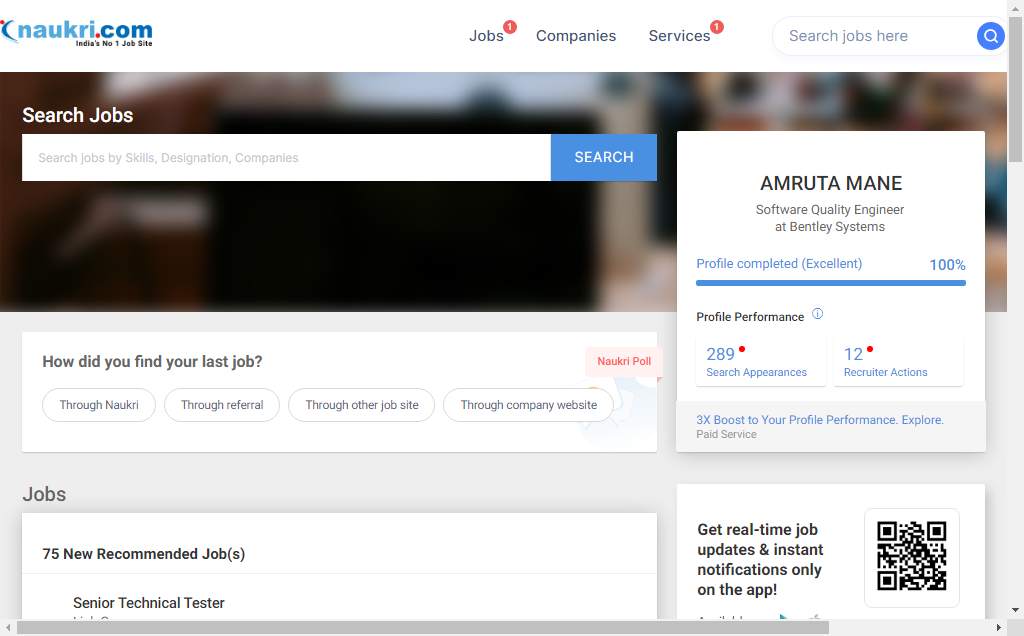 naukri.com
India's No 1 Job Site
Jobs 1
Companies
Services 1
Search jobs here
Search Jobs
Search jobs by Skills, Designation, Companies
SEARCH
AMRUTA MANE
Software Quality Engineer
at Bentley Systems
Profile completed (Excellent) 100%
Profile Performance
289
Search Appearances
12
Recruiter Actions
3X Boost to Your Profile Performance. Explore.
Paid Service
How did you find your last job?
Naukri Poll
Through Naukri
Through referral
Through other job site
Through company website
Jobs
75 New Recommended Job(s)
Senior Technical Tester
Get real-time job
updates & instant
notifications only
on the app!